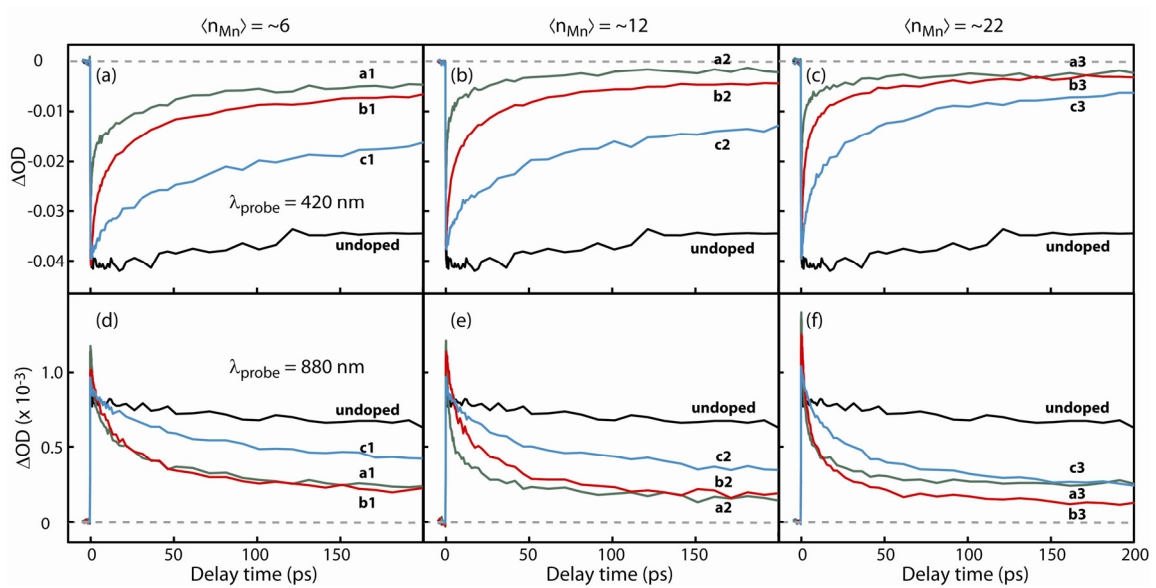 ⟨nMn⟩ = ~6
⟨nMn⟩ = ~12
⟨nMn⟩ = ~22
0
-0.01
-0.02
-0.03
-0.04
ΔOD
(a)
a1
b1
c1
λprobe = 420 nm
undoped
(b)
a2
b2
c2
undoped
(c)
a3
b3
c3
undoped
1.0
0.5
0
ΔOD (x 10-3)
(d)
λprobe = 880 nm
undoped
c1
a1
b1
(e)
undoped
c2
b2
a2
(f)
undoped
c3
a3
b3
0 50 100 150
0 50 100 150
0 50 100 150 200
Delay time (ps)
Delay time (ps)
Delay time (ps)